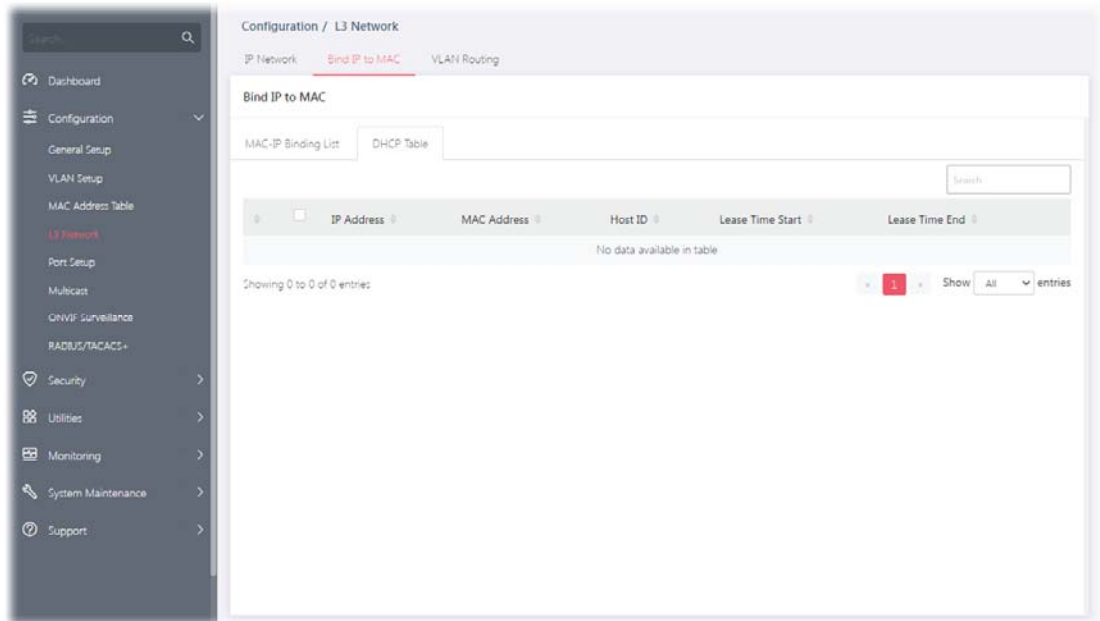 Search
Dashboard
Configuration
General Setup
VLAN Setup
MAC Address Table
L3 Network
Port Setup
Multicast
ONVIF Surveillance
RADIUS/TACACS+
Security
Utilities
Monitoring
System Maintenance
Support
Configuration / L3 Network
IP Network Bind IP to MAC VLAN Routing
Bind IP to MAC
MAC-IP Binding List DHCP Table
Search
IP Address MAC Address Host ID Lease Time Start Lease Time End
No data available in table
Showing 0 to 0 of 0 entries « 1 » Show All entries